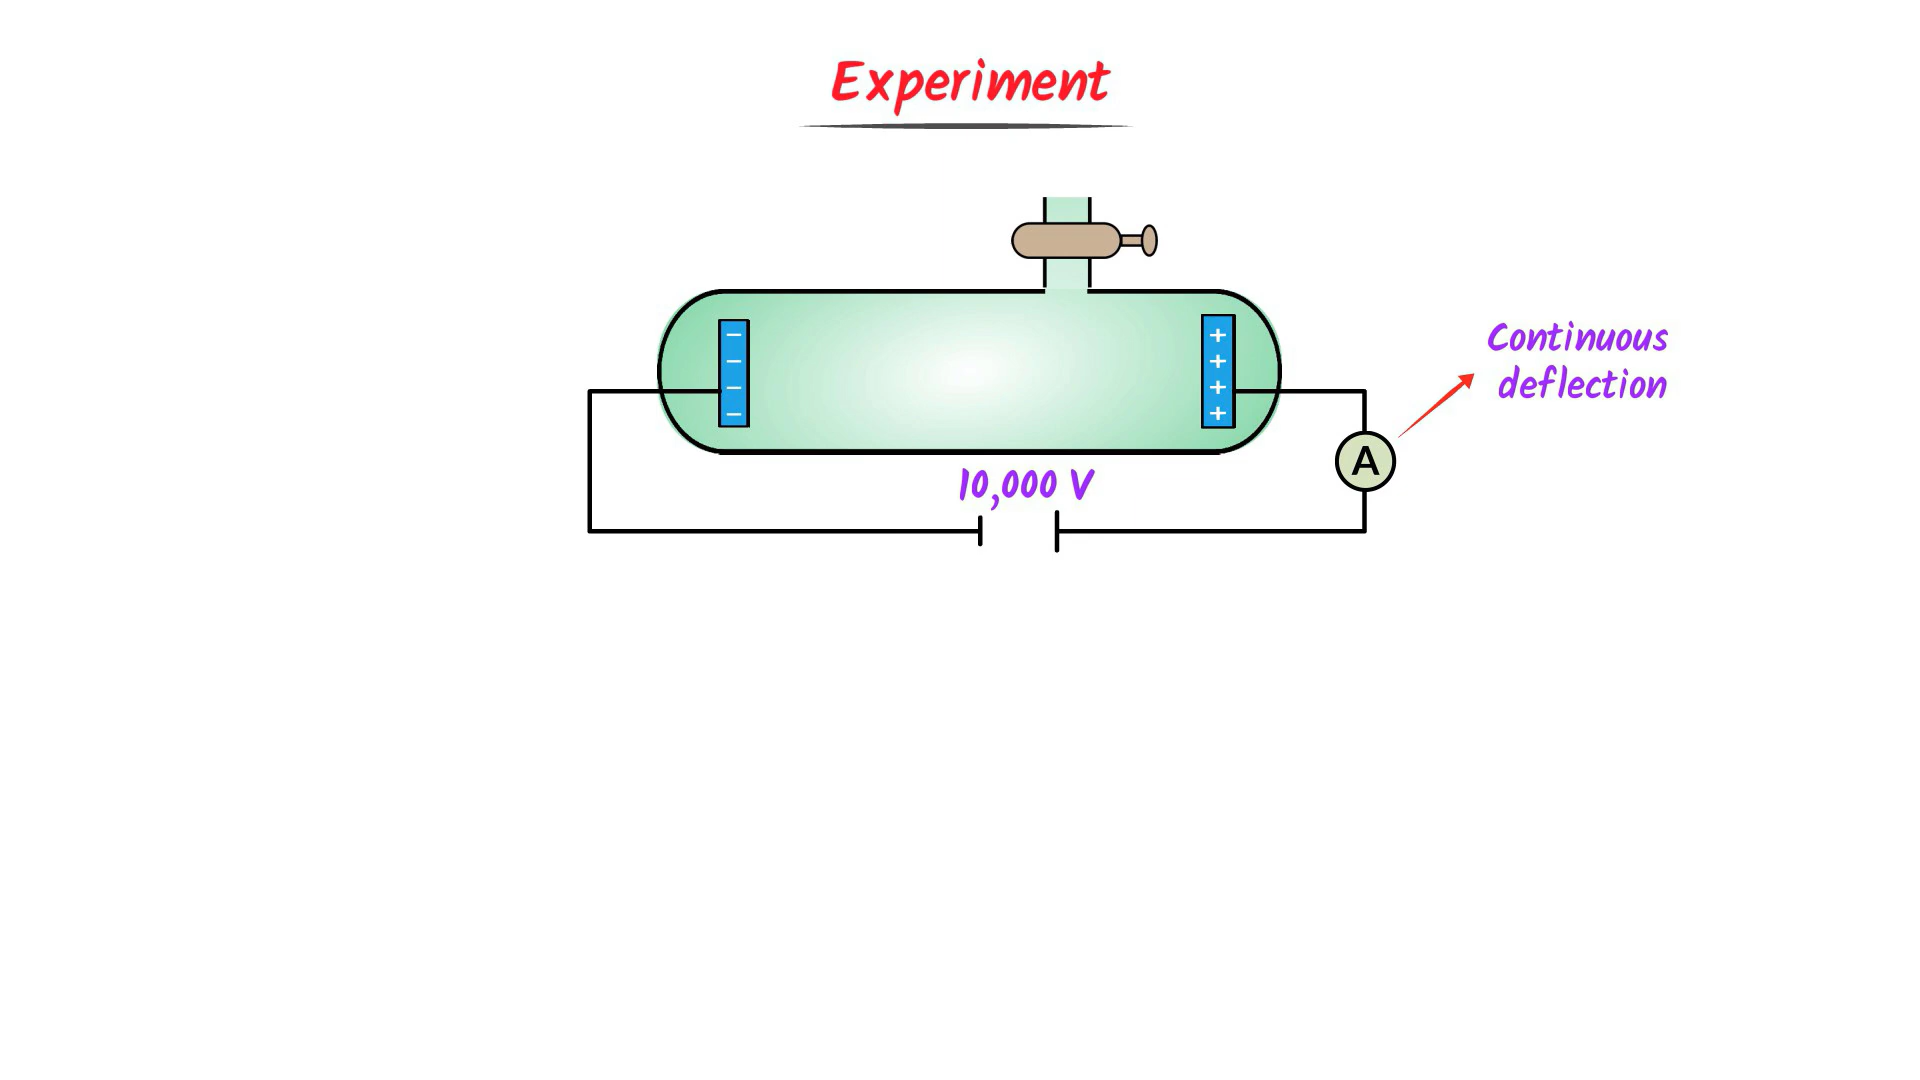 Experiment
− +
− +
− +
− +
Continuous
deflection
A
10,000 V